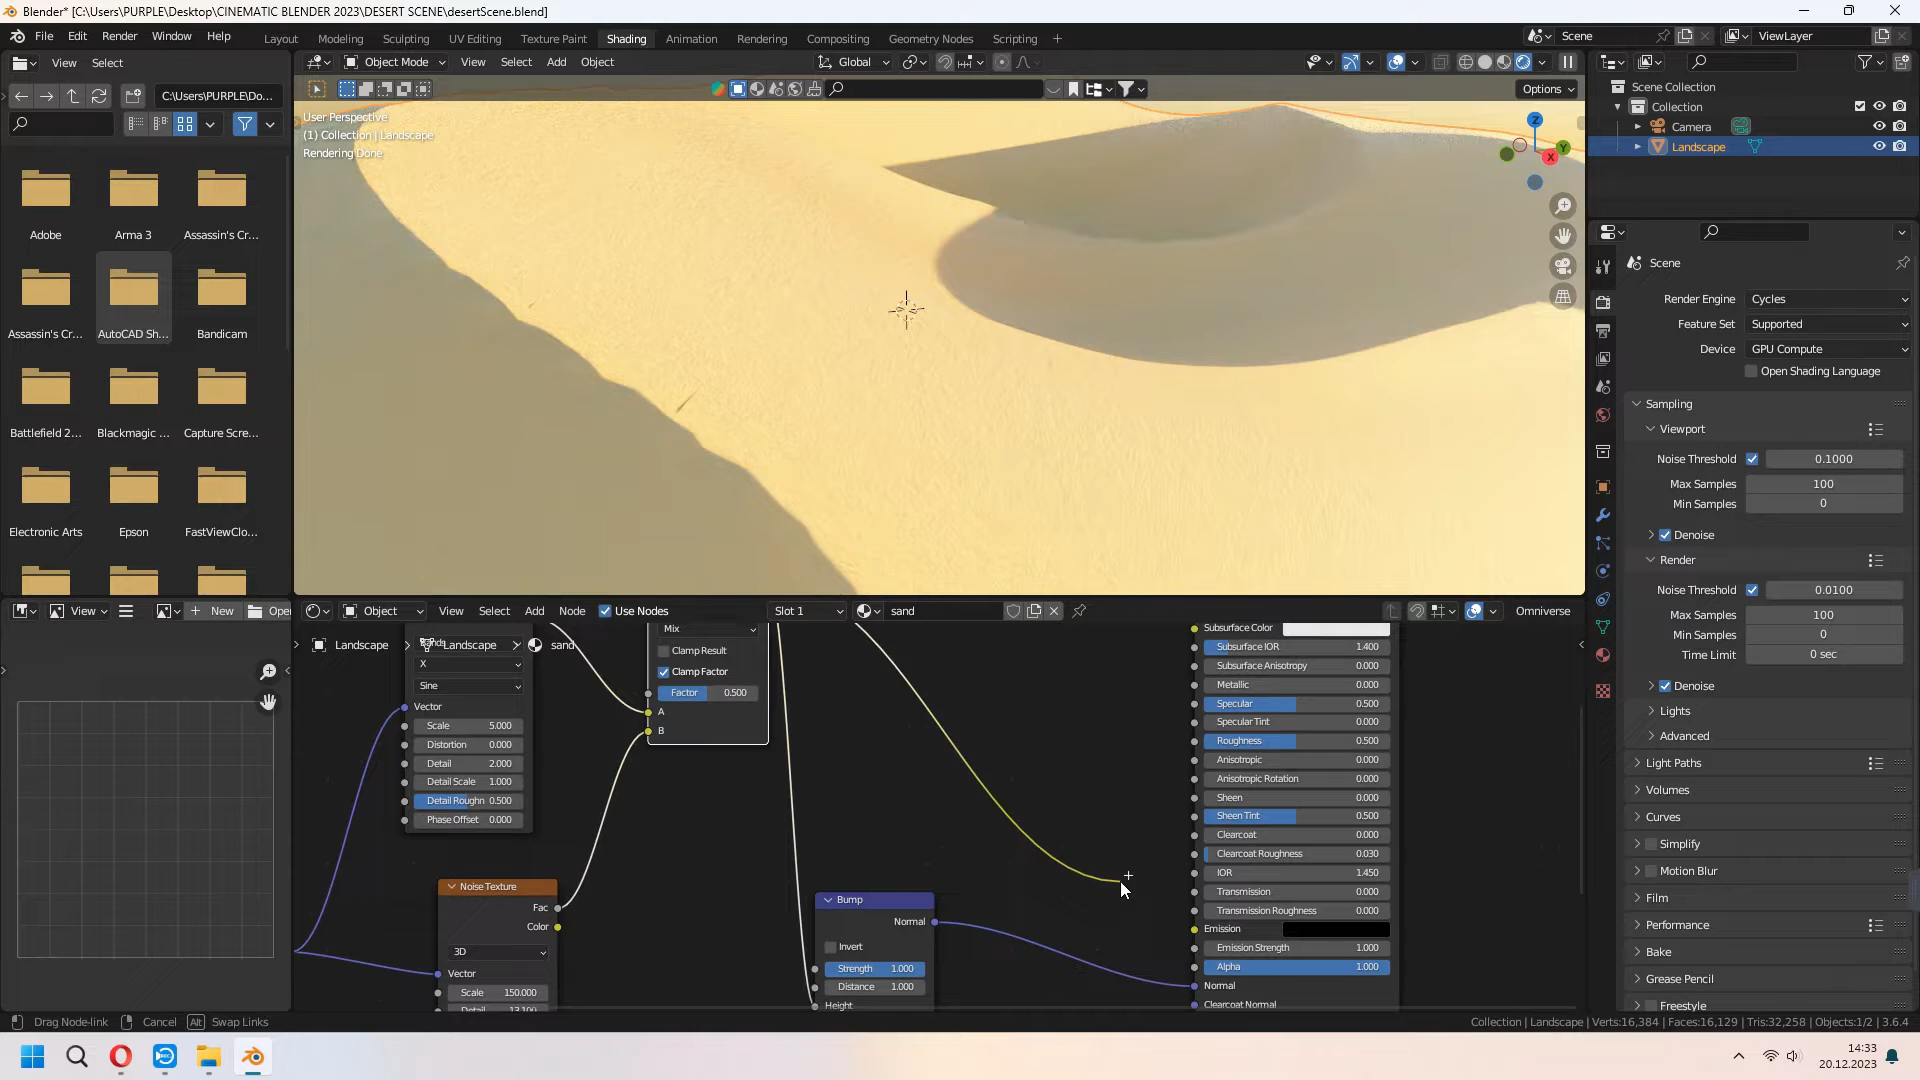 Blender* [C:\Users\PURPLE\Desktop\CINEMATIC BLENDER 2023\DESERT SCENE\desertScene.blend]
File Edit Render Window Help Layout Modeling Sculpting UV Editing Texture Paint Shading Animation Rendering Compositing Geometry Nodes Scripting Scene ViewLayer
View Select Object Mode View Select Add Object Global
C:\Users\PURPLE\Do... Options
Scene Collection
Collection
Camera
Landscape
User Perspective
(1) Collection | Landscape
Rendering Done
Z
Y
X
Adobe Arma 3 Assassin's Cr...
Assassin's Cr... AutoCAD Sh... Bandicam
Battlefield 2... Blackmagic ... Capture Scre...
Electronic Arts Epson FastViewClo...
Scene
Render Engine Cycles
Feature Set Supported
Device GPU Compute
Open Shading Language
Sampling
Viewport
Noise Threshold 0.1000
Max Samples 100
Min Samples 0
Denoise
Render
Noise Threshold 0.0100
Max Samples 100
Min Samples 0
Time Limit 0 sec
Denoise
Lights
Advanced
Light Paths
Volumes
Curves
Simplify
Motion Blur
Film
Performance
Bake
Grease Pencil
Freestyle
View New Open Object View Select Add Node Use Nodes Slot 1 sand Omniverse
Landscape Landscape sand
Bands
X
Sine
Vector
Scale 5.000
Distortion 0.000
Detail 2.000
Detail Scale 1.000
Detail Roughn 0.500
Phase Offset 0.000
Mix
Clamp Result
Clamp Factor
Factor 0.500
A
B
Noise Texture
Fac
Color
3D
Vector
Scale 150.000
Detail 13.100
Bump
Normal
Invert
Strength 1.000
Distance 1.000
Height
Subsurface Color
Subsurface IOR 1.400
Subsurface Anisotropy 0.000
Metallic 0.000
Specular 0.500
Specular Tint 0.000
Roughness 0.500
Anisotropic 0.000
Anisotropic Rotation 0.000
Sheen 0.000
Sheen Tint 0.500
Clearcoat 0.000
Clearcoat Roughness 0.030
IOR 1.450
Transmission 0.000
Transmission Roughness 0.000
Emission
Emission Strength 1.000
Alpha 1.000
Normal
Clearcoat Normal
Drag Node-link Cancel Alt Swap Links Collection | Landscape | Verts:16,384 | Faces:16,129 | Tris:32,258 | Objects:1/2 | 3.6.4
14:33
20.12.2023